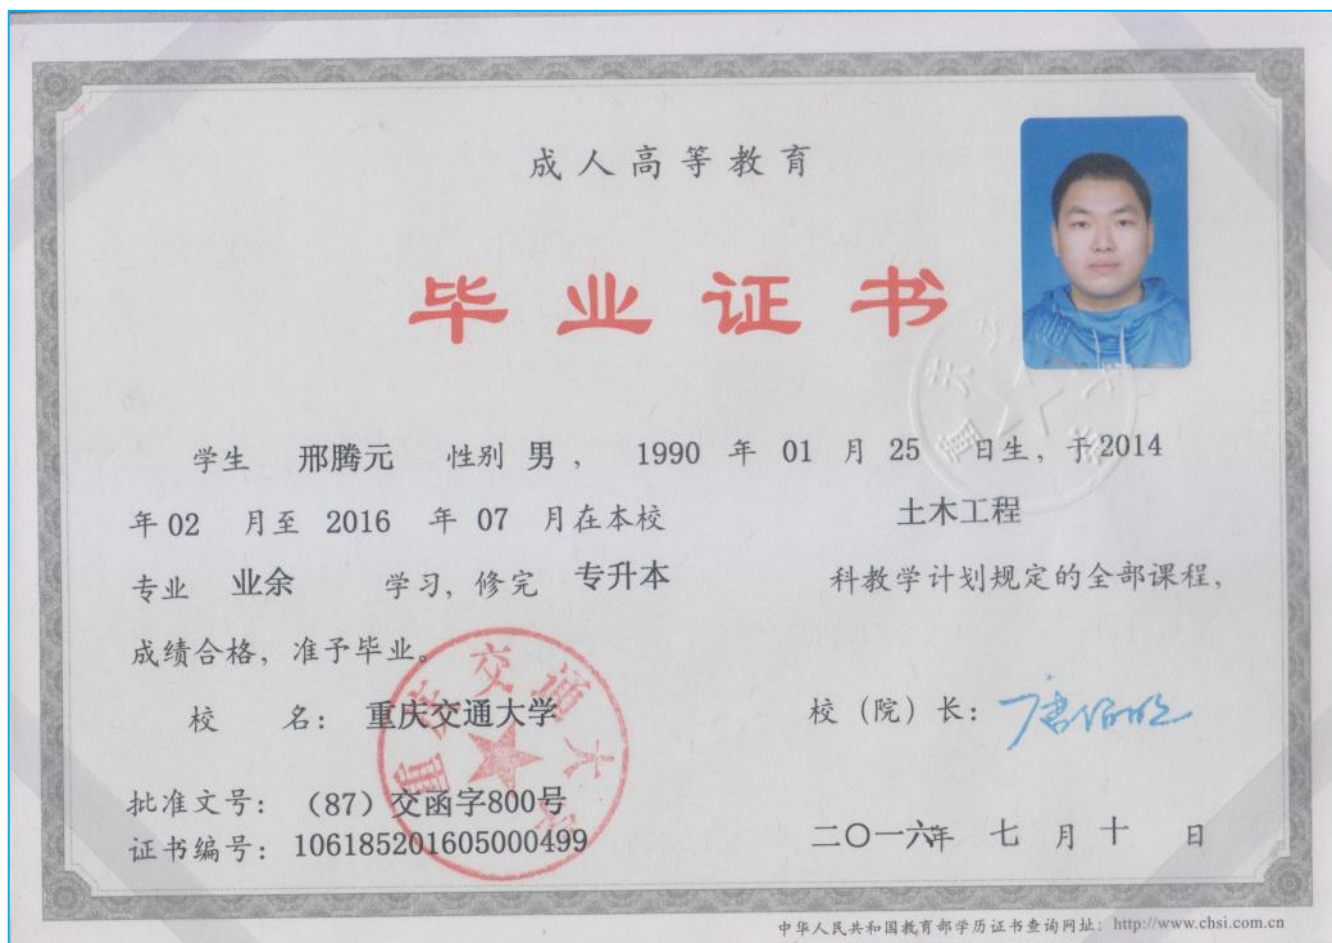 成人高等教育
毕业证书
学生 邢腾元 性别 男， 1990 年 01 月 25 日生，于2014
年 02 月至 2016 年 07 月在本校 土木工程
专业 业余 学习，修完 专升本 科教学计划规定的全部课程，
成绩合格，准予毕业。
校 名： 重庆交通大学 校（院）长：
重庆交通大学
批准文号： （87）交函字800号
证书编号： 106185201605000499 二〇一六年 七 月 十 日
中华人民共和国教育部学历证书查询网址：http://www.chsi.com.cn